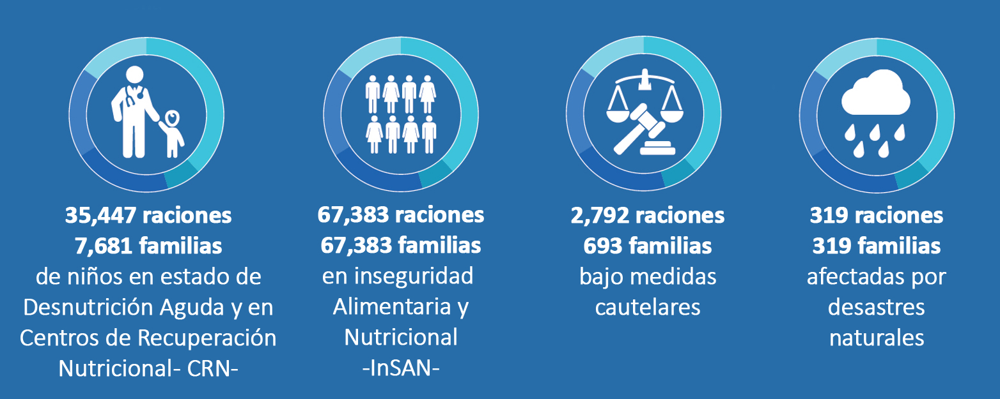 35,447 raciones
7,681 familias
de niños en estado de
Desnutrición Aguda y en
Centros de Recuperación
Nutricional- CRN-
67,383 raciones
67,383 familias
en inseguridad
Alimentaria y
Nutricional
-InSAN-
2,792 raciones
693 familias
bajo medidas
cautelares
319 raciones
319 familias
afectadas por
desastres
naturales